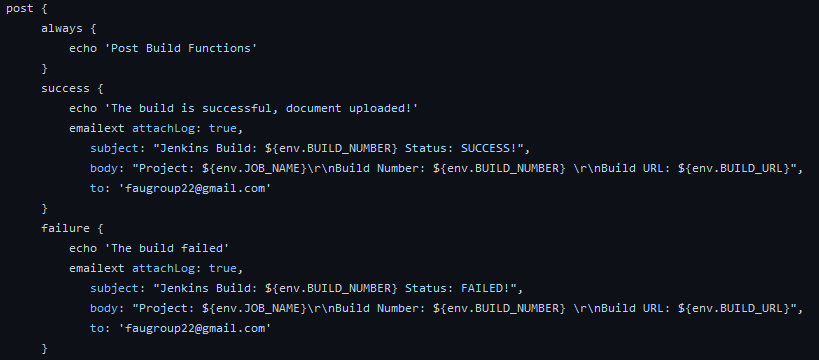 post {
always {
echo 'Post Build Functions'
}
success {
echo 'The build is successful, document uploaded!'
emailext attachLog: true,
subject: "Jenkins Build: ${env.BUILD_NUMBER} Status: SUCCESS!",
body: "Project: ${env.JOB_NAME}\r\nBuild Number: ${env.BUILD_NUMBER} \r\nBuild URL: ${env.BUILD_URL}",
to: 'faugroup22@gmail.com'
}
failure {
echo 'The build failed'
emailext attachLog: true,
subject: "Jenkins Build: ${env.BUILD_NUMBER} Status: FAILED!",
body: "Project: ${env.JOB_NAME}\r\nBuild Number: ${env.BUILD_NUMBER} \r\nBuild URL: ${env.BUILD_URL}",
to: 'faugroup22@gmail.com'
}